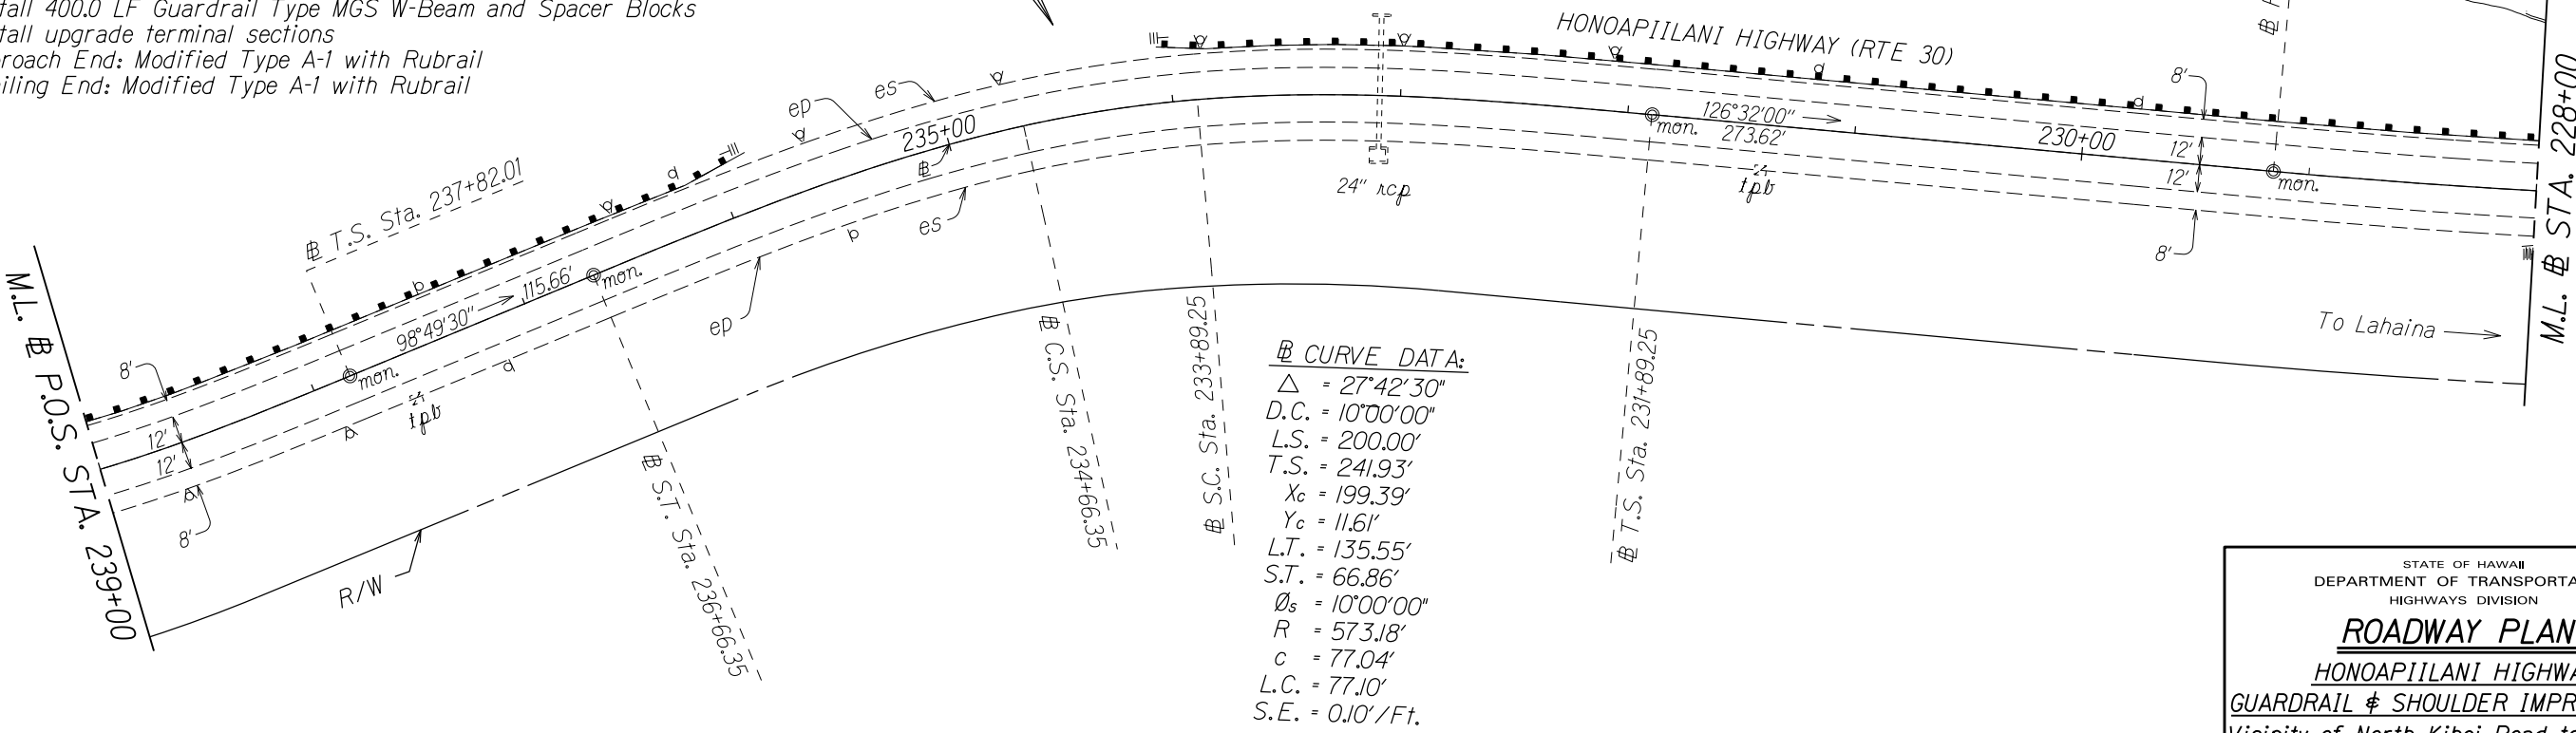 tall 400.0 LF Guardrail Type MGS W-Beam and Spacer Blocks
tall upgrade terminal sections
roach End: Modified Type A-1 with Rubrail
iling End: Modified Type A-1 with Rubrail
HONOAPIILANI HIGHWAY (RTE 30)
ep
es
235+00
℄
mon.
126°32'00"
273.62'
230+00
8'
12'
12'
8'
mon.
24" rcp
tpb
es
ep
℄ T.S. Sta. 237+82.01
98°49'30"
115.66'
mon.
mon.
tpb
8'
12'
12'
8'
M.L. ℄ P.O.S. STA. 239+00
R/W
℄ S.T. Sta. 236+66.35
℄ C.S. Sta. 234+66.35
℄ S.C. Sta. 233+89.25
℄ T.S. Sta. 231+89.25
To Lahaina
M.L. ℄ STA. 228+00
℄ CURVE DATA:
△ = 27°42'30"
D.C. = 10°00'00"
L.S. = 200.00'
T.S. = 241.93'
Xc = 199.39'
Yc = 11.61'
L.T. = 135.55'
S.T. = 66.86'
Øs = 10°00'00"
R = 573.18'
c = 77.04'
L.C. = 77.10'
S.E. = 0.10'/Ft.
STATE OF HAWAII
DEPARTMENT OF TRANSPORTA
HIGHWAYS DIVISION
ROADWAY PLAN
HONOAPIILANI HIGHWA
GUARDRAIL & SHOULDER IMPR
Vicinity of North Kihei Road to